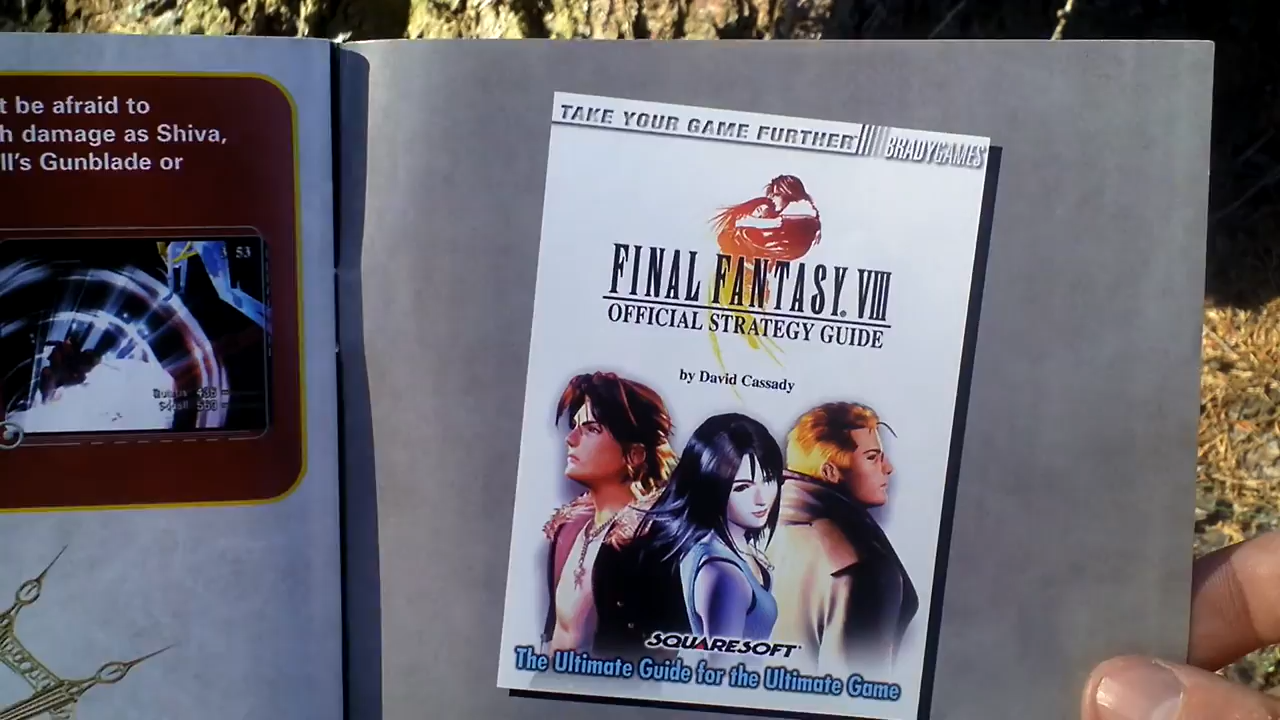 t be afraid to
h damage as Shiva,
ll's Gunblade or
53
TAKE YOUR GAME FURTHER
BRADYGAMES
FINAL FANTASY VIII
OFFICIAL STRATEGY GUIDE
by David Cassady
SQUARESOFT
The Ultimate Guide for the Ultimate Game